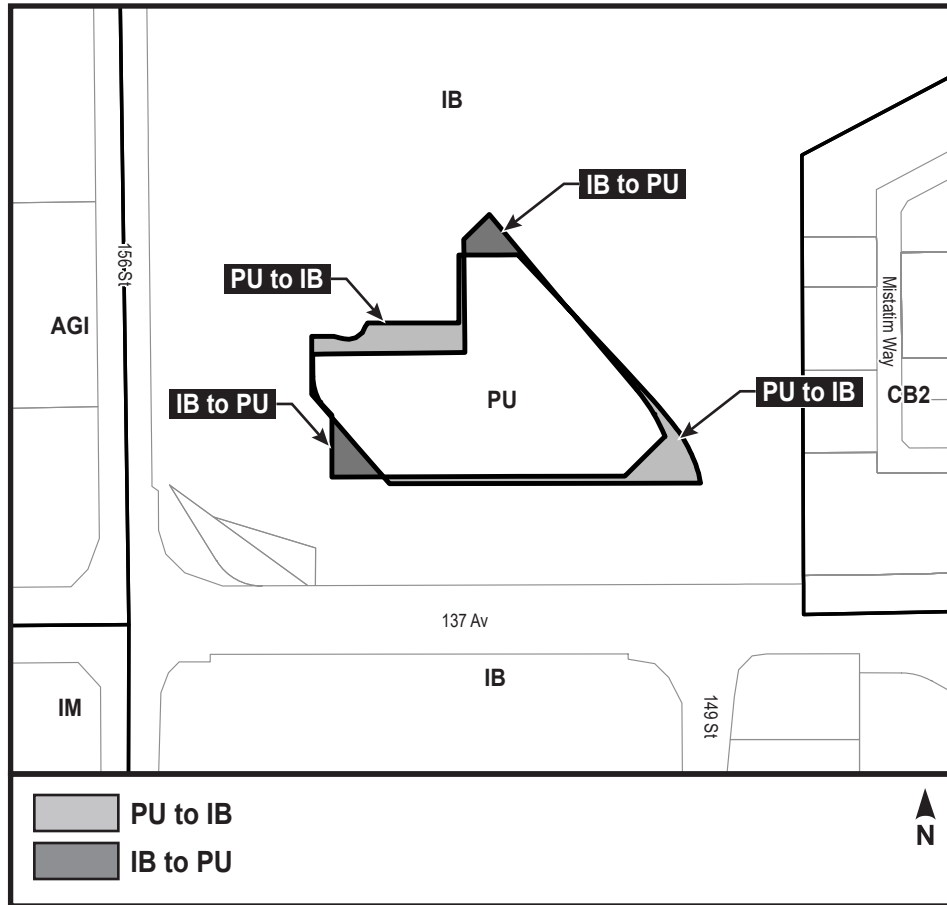 IB
IB to PU
156 St
PU to IB
AGI
Mistatim Way
IB to PU
PU
PU to IB
CB2
137 Av
IB
IM
149 St
PU to IB
IB to PU
N